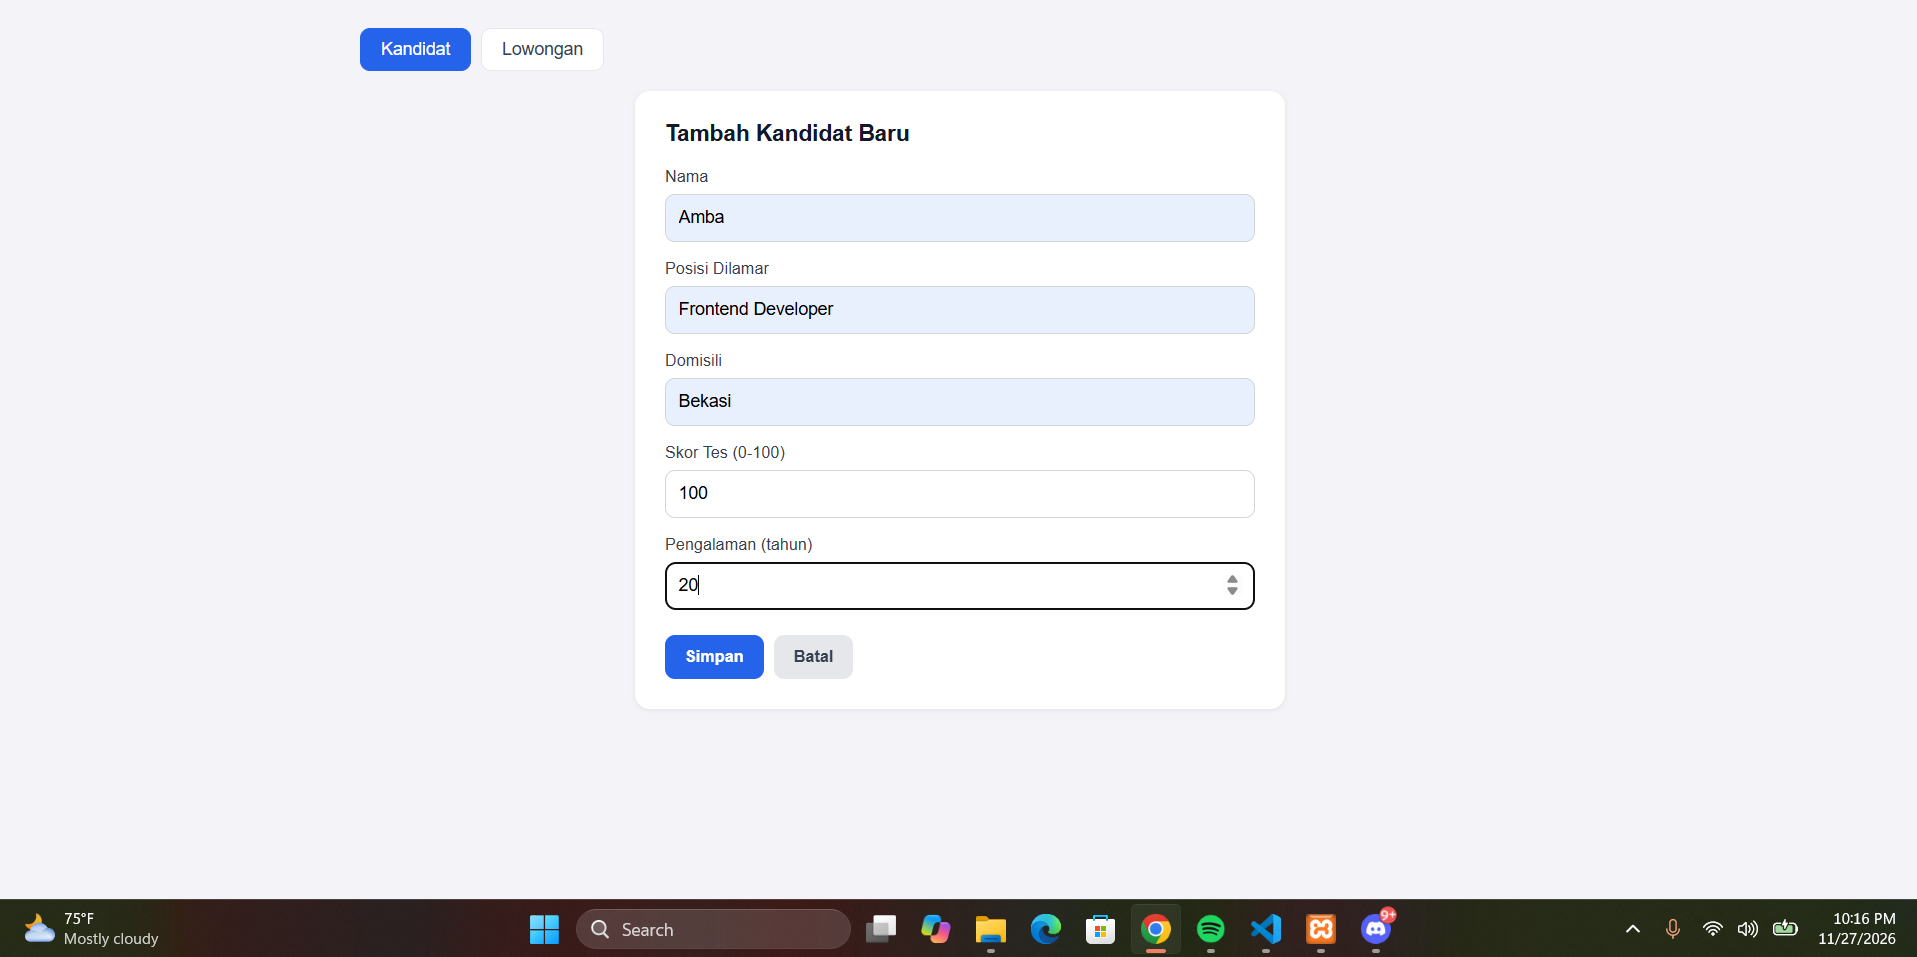 Kandidat
Lowongan
Tambah Kandidat Baru
Nama
Amba
Posisi Dilamar
Frontend Developer
Domisili
Bekasi
Skor Tes (0-100)
100
Pengalaman (tahun)
20
Simpan
Batal
75°F
Mostly cloudy
Search
9+
10:16 PM
11/27/2026